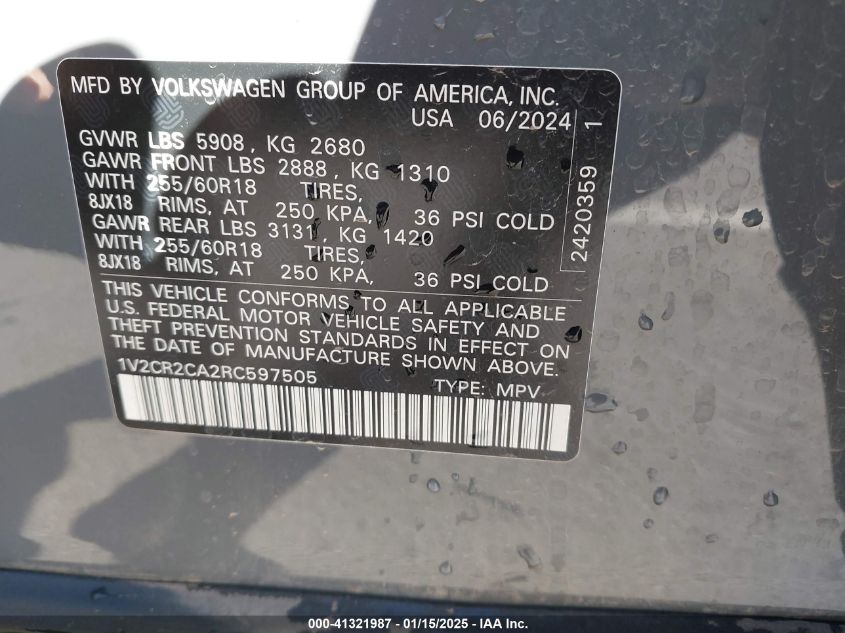 MFD BY VOLKSWAGEN GROUP OF AMERICA, INC.
USA 06/2024
GVWR LBS 5908, KG 2680
GAWR FRONT LBS 2888, KG 1310
WITH 255/60R18 TIRES,
8JX18 RIMS, AT 250 KPA, 36 PSI COLD
GAWR REAR LBS 3131, KG 1420
WITH 255/60R18 TIRES,
8JX18 RIMS, AT 250 KPA, 36 PSI COLD
2420359 1
THIS VEHICLE CONFORMS TO ALL APPLICABLE
U.S. FEDERAL MOTOR VEHICLE SAFETY AND
THEFT PREVENTION STANDARDS IN EFFECT ON
THE DATE OF MANUFACTURE SHOWN ABOVE.
1V2CR2CA2RC597505 TYPE: MPV
000-41321987 - 01/15/2025 - IAA Inc.